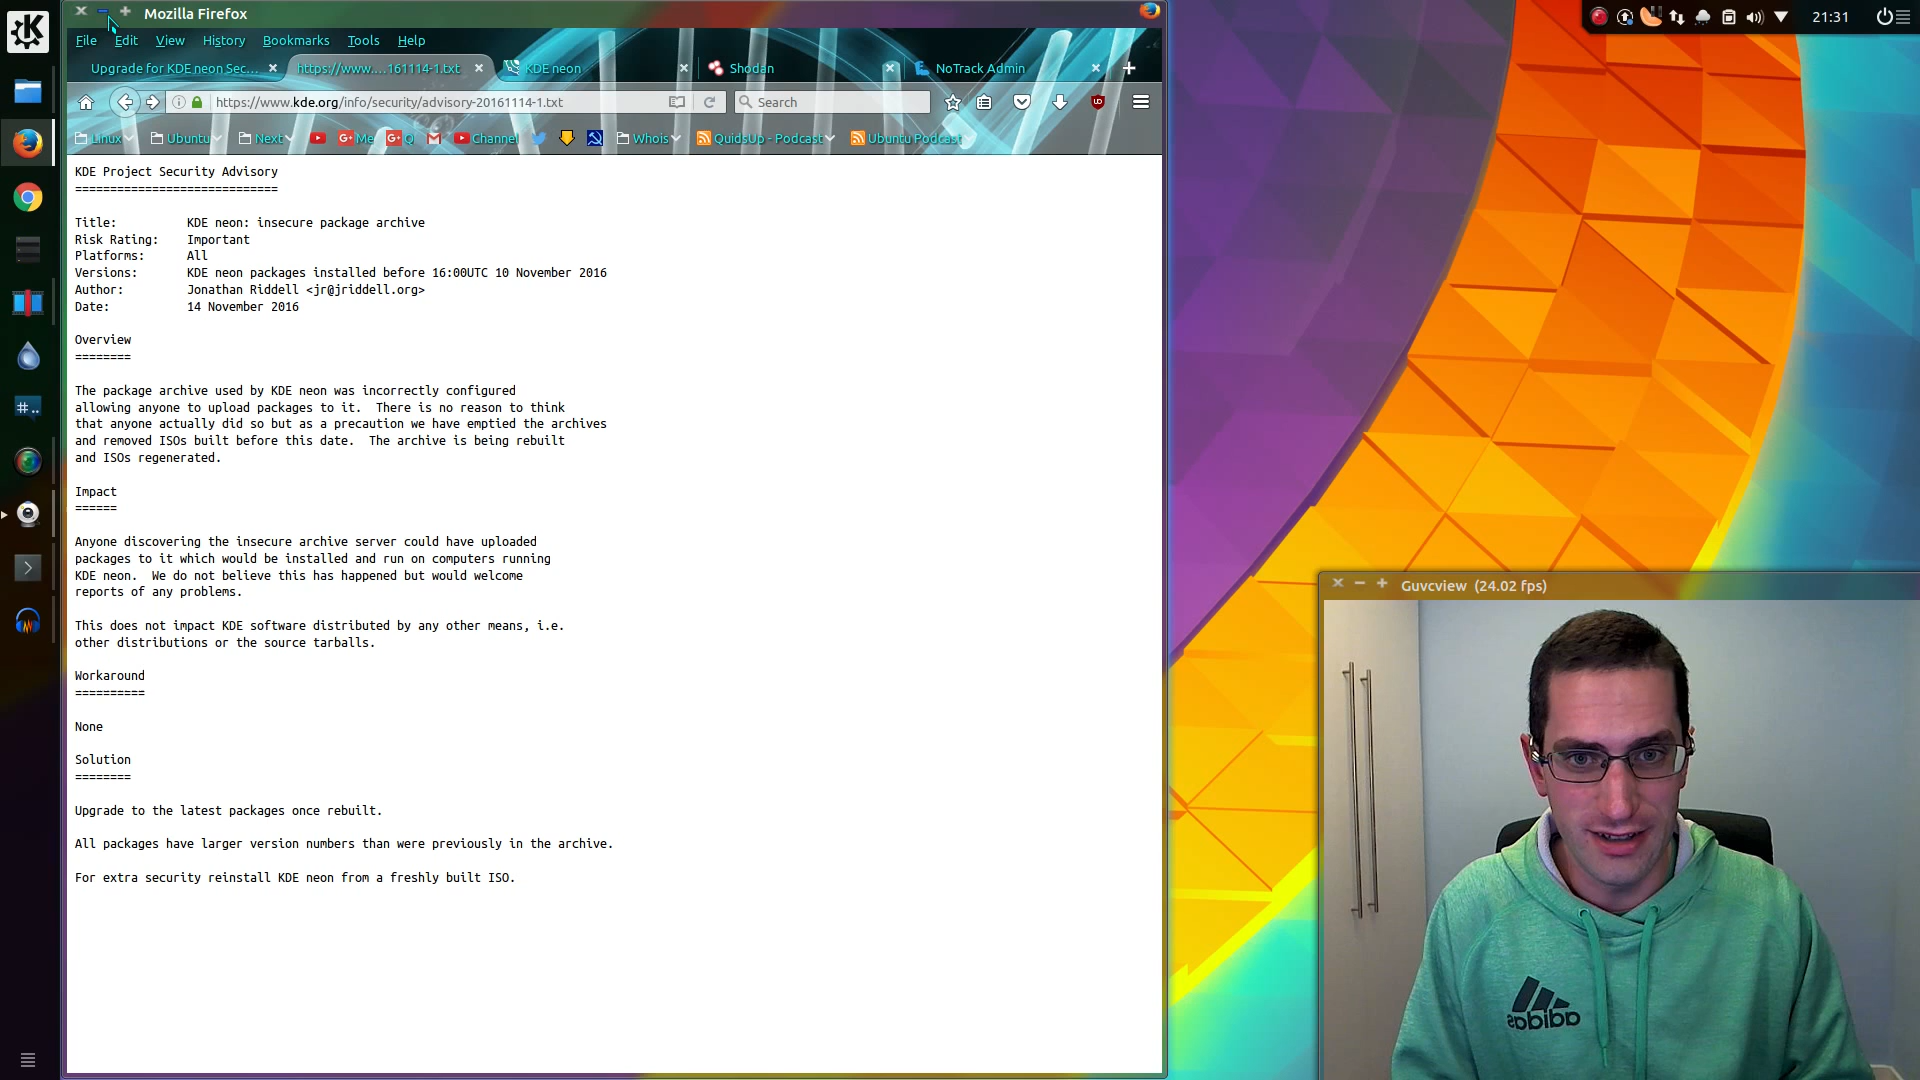 Mozilla Firefox
21:31
File Edit View History Bookmarks Tools Help
Upgrade for KDE neon Sec... https://www....161114-1.txt KDE neon Shodan NoTrack Admin
https://www.kde.org/info/security/advisory-20161114-1.txt Search
Linux Ubuntu Next Me Q Channel Whois QuidsUp - Podcast Ubuntu Podcast
KDE Project Security Advisory
=============================
Title: KDE neon: insecure package archive
Risk Rating: Important
Platforms: All
Versions: KDE neon packages installed before 16:00UTC 10 November 2016
Author: Jonathan Riddell <jr@jriddell.org>
Date: 14 November 2016
Overview
========
The package archive used by KDE neon was incorrectly configured
allowing anyone to upload packages to it. There is no reason to think
that anyone actually did so but as a precaution we have emptied the archives
and removed ISOs built before this date. The archive is being rebuilt
and ISOs regenerated.
Impact
======
Anyone discovering the insecure archive server could have uploaded
packages to it which would be installed and run on computers running
KDE neon. We do not believe this has happened but would welcome
reports of any problems.
This does not impact KDE software distributed by any other means, i.e.
other distributions or the source tarballs.
Workaround
==========
None
Solution
========
Upgrade to the latest packages once rebuilt.
All packages have larger version numbers than were previously in the archive.
For extra security reinstall KDE neon from a freshly built ISO.
Guvcview (24.02 fps)
adidas